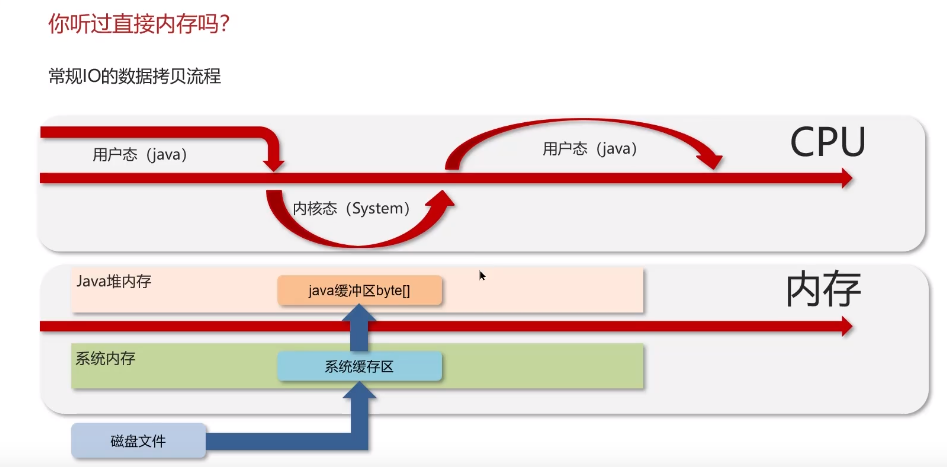 你听过直接内存吗?
常规IO的数据拷贝流程
CPU
用户态（java）
用户态（java）
内核态（System）
Java堆内存
java缓冲区byte[]
内存
系统内存
系统缓存区
磁盘文件